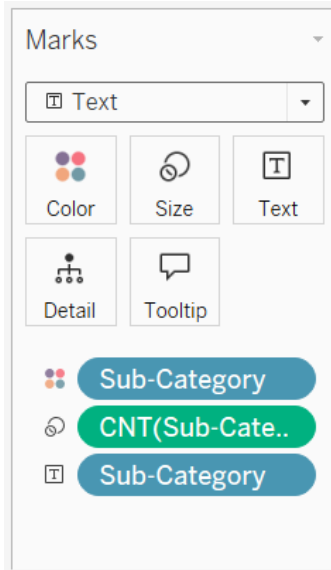 Marks
Text
Color Size Text
Detail Tooltip
Sub-Category
CNT(Sub-Cate..
Sub-Category